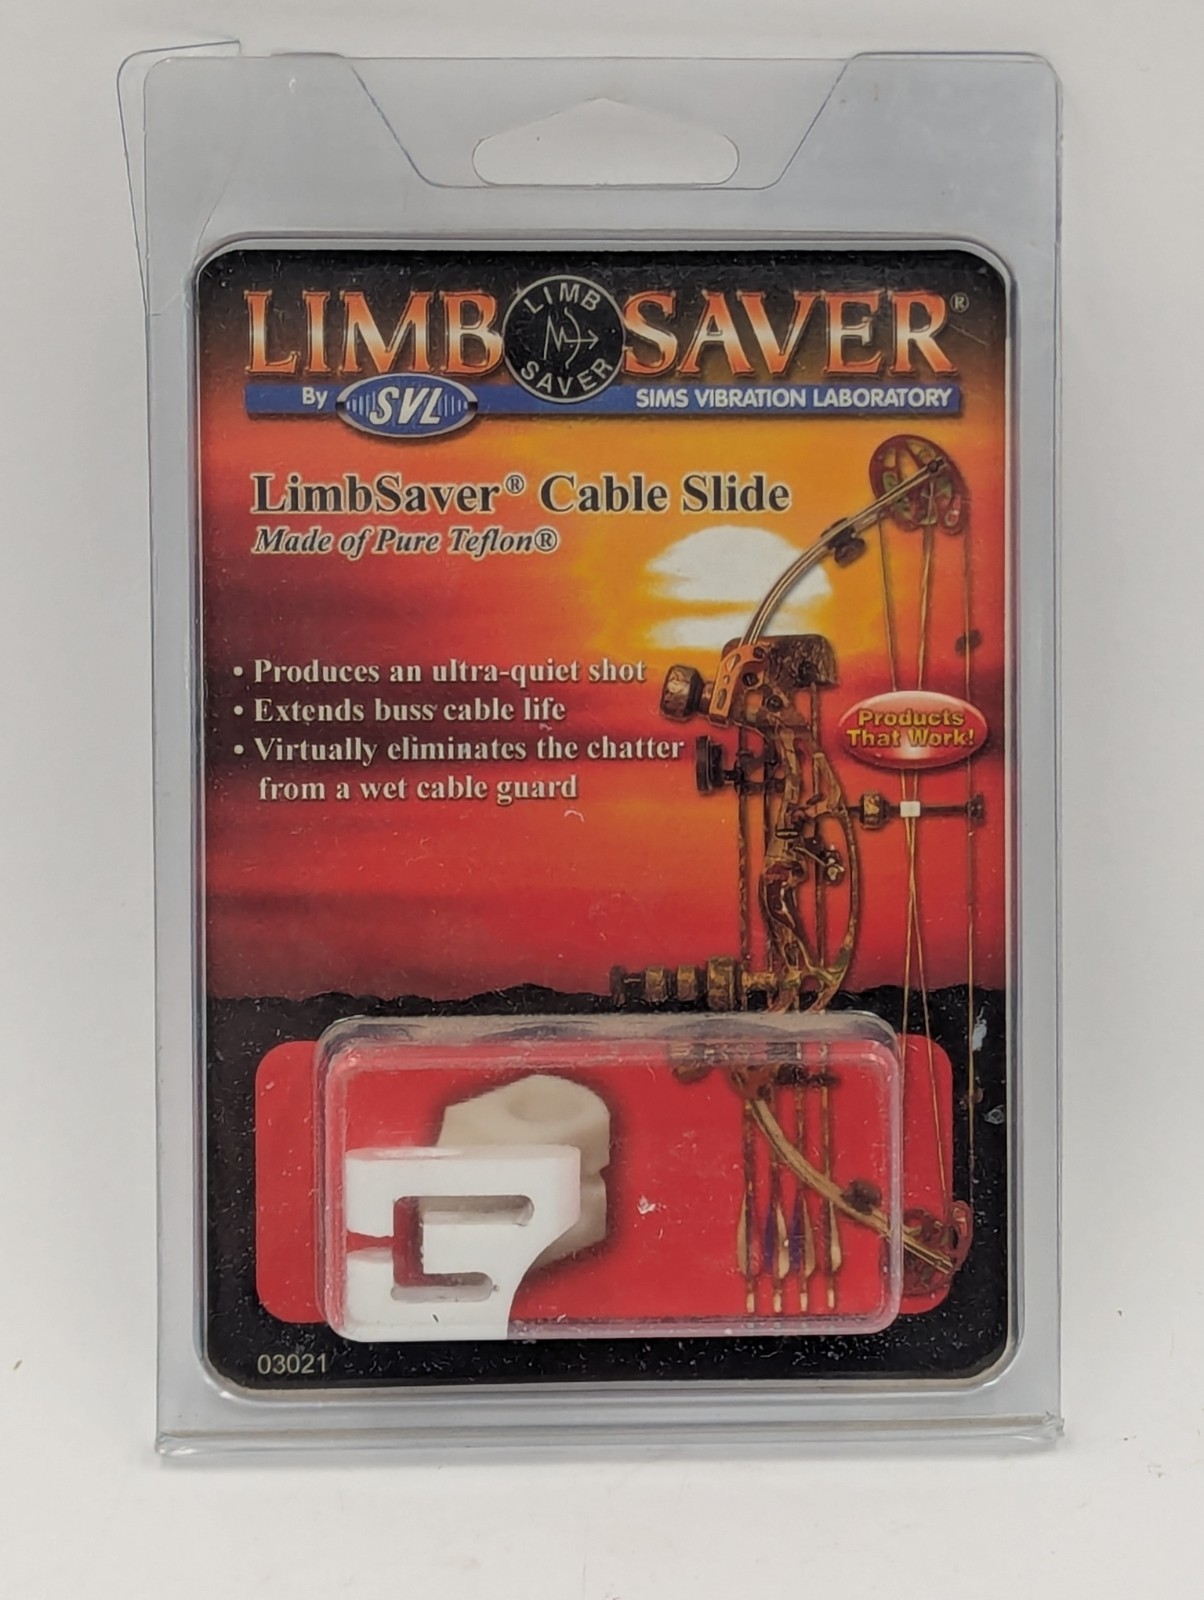 LIMB SAVER®
LIMB SAVER
By SVL SIMS VIBRATION LABORATORY
LimbSaver® Cable Slide
Made of Pure Teflon®
• Produces an ultra-quiet shot
• Extends buss cable life
• Virtually eliminates the chatter
from a wet cable guard
Products
That Work!
03021